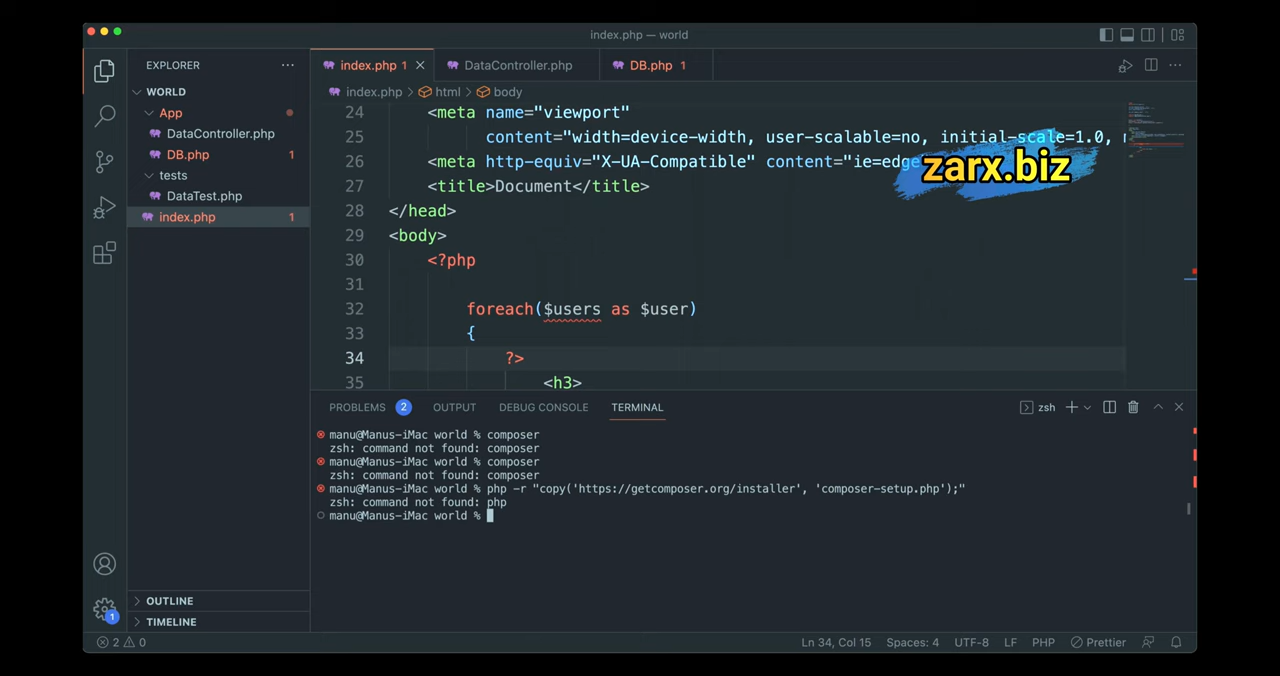 index.php — world
EXPLORER
WORLD
App
DataController.php
DB.php 1
tests
DataTest.php
index.php 1
OUTLINE
TIMELINE
index.php 1
DataController.php
DB.php 1
index.php > html > body
24 <meta name="viewport"
25 content="width=device-width, user-scalable=no, initial-scale=1.0,
26 <meta http-equiv="X-UA-Compatible" content="ie=edge
27 <title>Document</title>
28 </head>
29 <body>
30 <?php
31
32 foreach($users as $user)
33 {
34 ?>
35 <h3>
zarx.biz
PROBLEMS 2 OUTPUT DEBUG CONSOLE TERMINAL
zsh
manu@Manus-iMac world % composer
zsh: command not found: composer
manu@Manus-iMac world % composer
zsh: command not found: composer
manu@Manus-iMac world % php -r "copy('https://getcomposer.org/installer', 'composer-setup.php');"
zsh: command not found: php
manu@Manus-iMac world %
1
2 0
Ln 34, Col 15 Spaces: 4 UTF-8 LF PHP Prettier